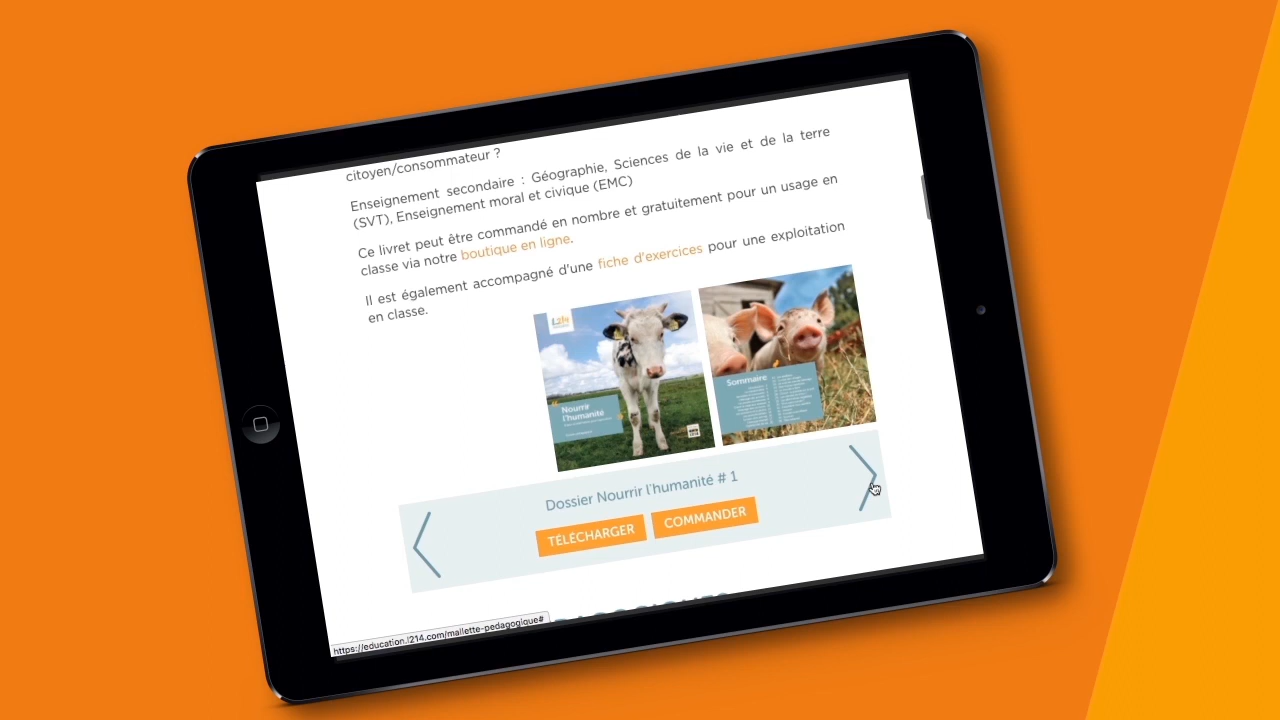 citoyen/consommateur ?
Enseignement secondaire : Géographie, Sciences de la vie et de la terre
(SVT), Enseignement moral et civique (EMC)
Ce livret peut être commandé en nombre et gratuitement pour un usage en
classe via notre boutique en ligne.
Il est également accompagné d'une fiche d'exercices pour une exploitation
en classe.
L214
Nourrir
l'humanité
Sommaire
Dossier Nourrir l'humanité # 1
TÉLÉCHARGER
COMMANDER
https://education.l214.com/mallette-pedagogique#